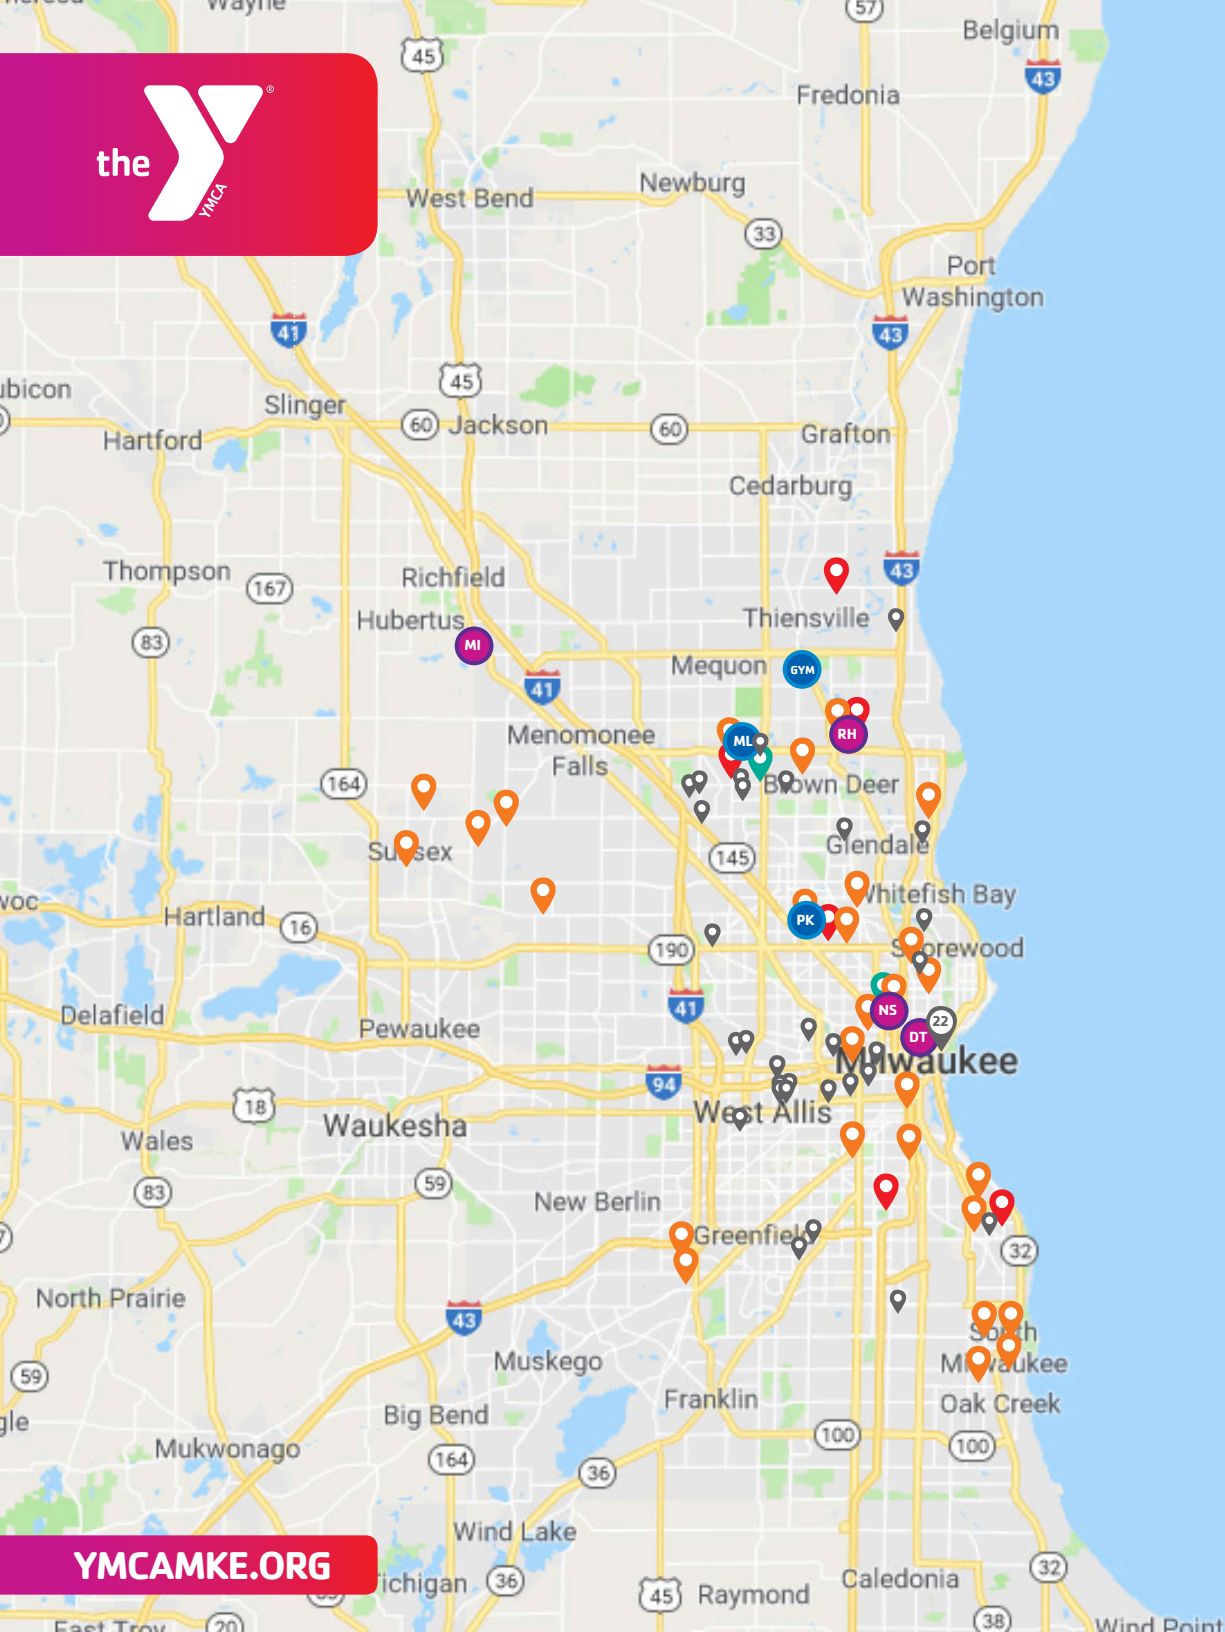 Wayne
57
Belgium
45
43
Fredonia
the
YMCA
®
Newburg
West Bend
33
Port
Washington
41
43
45
Slinger
60
Jackson
60
Grafton
Hartford
Cedarburg
Thompson
167
Richfield
43
Hubertus
Thiensville
83
MI
Mequon
GYM
41
Menomonee
Falls
ML
RH
164
Brown Deer
Sussex
145
Glendale
Whitefish Bay
Hartland
16
PK
190
Shorewood
Delafield
41
NS
Pewaukee
DT
22
Milwaukee
94
18
West Allis
Waukesha
Wales
83
59
New Berlin
Greenfield
32
North Prairie
43
South
Milwaukee
Muskego
59
Franklin
Oak Creek
Big Bend
100
100
Mukwonago
164
36
Wind Lake
YMCAMKE.ORG
36
45
Raymond
Caledonia
32
20
38
East Troy
Wind Point